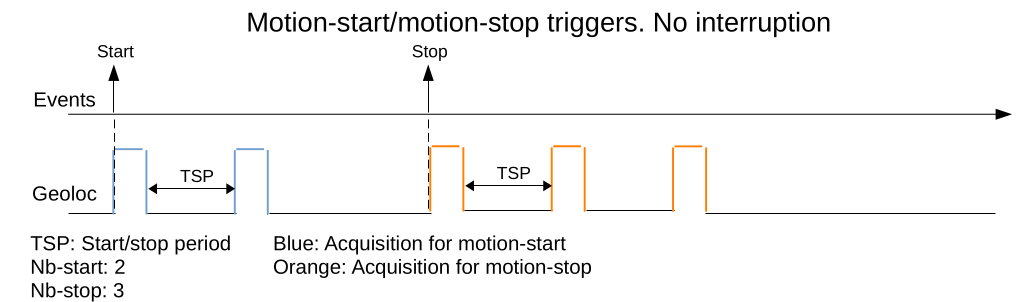 Motion-start/motion-stop triggers. No interruption
Start
Stop
Events
TSP
TSP
Geoloc
TSP: Start/stop period
Nb-start: 2
Nb-stop: 3
Blue: Acquisition for motion-start
Orange: Acquisition for motion-stop